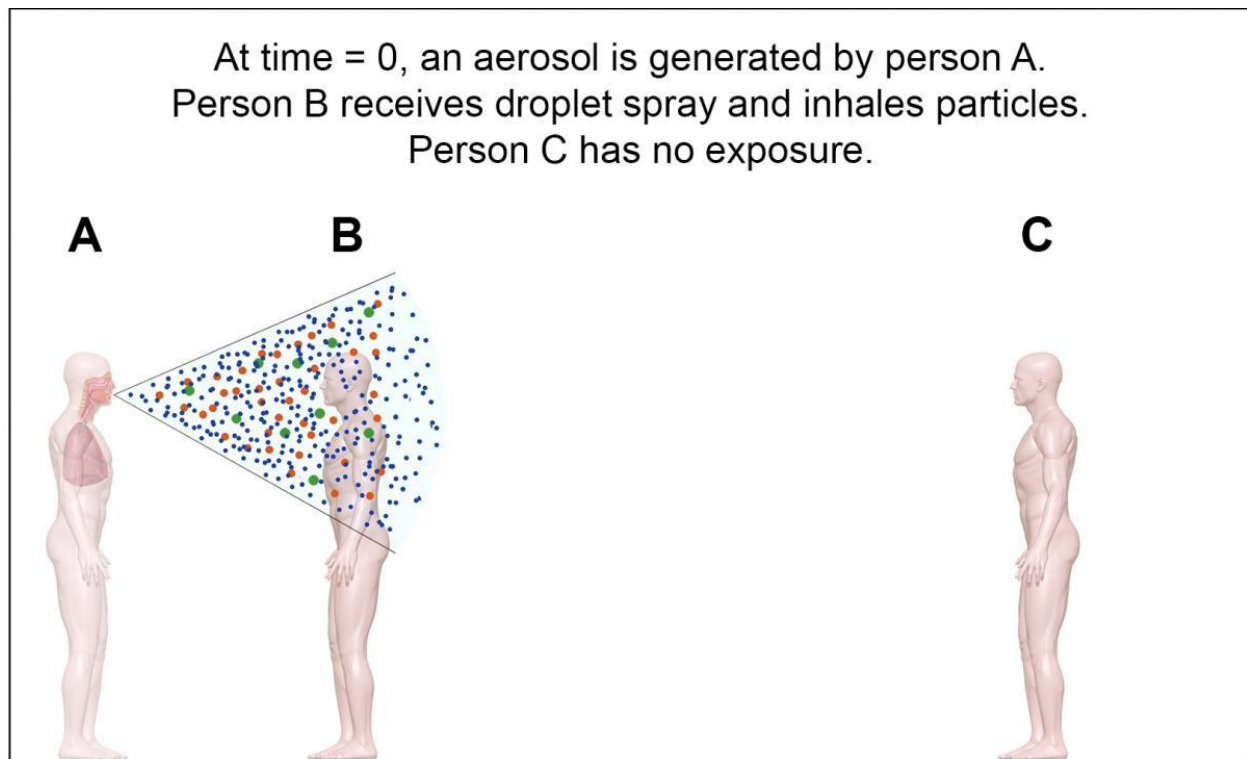 At time = 0, an aerosol is generated by person A.
Person B receives droplet spray and inhales particles.
Person C has no exposure.
A
B
C